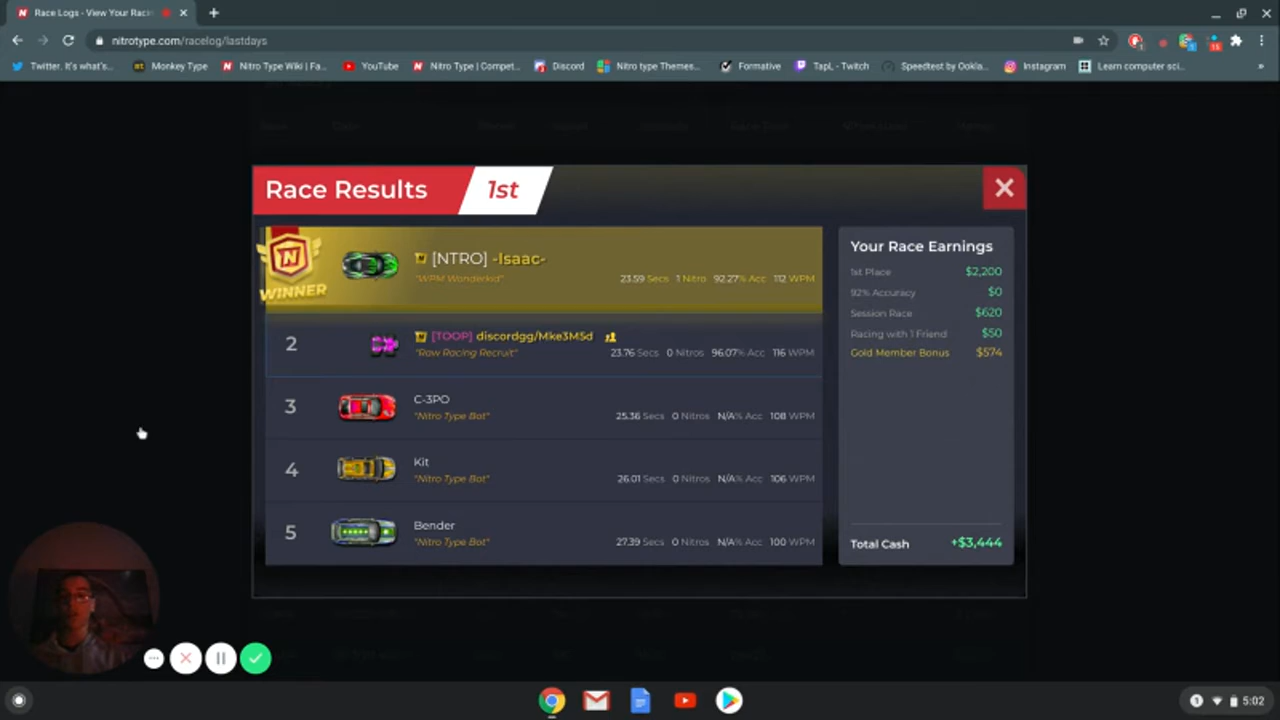 Race Logs - View Your Racin
nitrotype.com/racelog/lastdays
Twitter. It's what's...
Monkey Type
Nitro Type Wiki | Fa...
YouTube
Nitro Type | Compet...
Discord
Nitro type Themes...
Formative
TapL - Twitch
Speedtest by Ookla...
Instagram
Learn computer sci...
Race Results
1st
WINNER
[NTRO] -Isaac-
"WPM Wonderkid"
23.59 Secs 1 Nitro 92.27% Acc 112 WPM
2
[TOOP] discordgg/Mke3M5d
"Raw Racing Recruit"
23.76 Secs 0 Nitros 96.07% Acc 116 WPM
3
C-3PO
"Nitro Type Bot"
25.36 Secs 0 Nitros N/A% Acc 108 WPM
4
Kit
"Nitro Type Bot"
26.01 Secs 0 Nitros N/A% Acc 106 WPM
5
Bender
"Nitro Type Bot"
27.39 Secs 0 Nitros N/A% Acc 100 WPM
Your Race Earnings
1st Place $2,200
92% Accuracy $0
Session Race $620
Racing with 1 Friend $50
Gold Member Bonus $574
Total Cash +$3,444
1 5:02